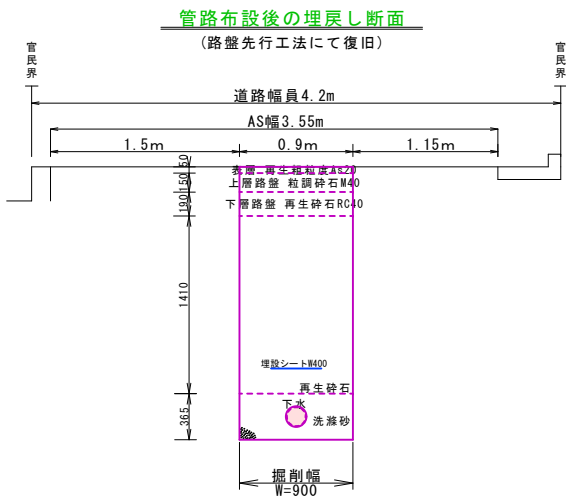 管路布設後の埋戻し断面
(路盤先行工法にて復旧)
官民界
官民界
道路幅員4.2m
AS幅3.55m
1.5m
0.9m
1.15m
50
表層 再生粗粒度As20
150
上層路盤 粒調砕石M40
190
下層路盤 再生砕石RC40
1410
埋設シートW400
再生砕石
下水
365
洗滌砂
掘削幅
W=900